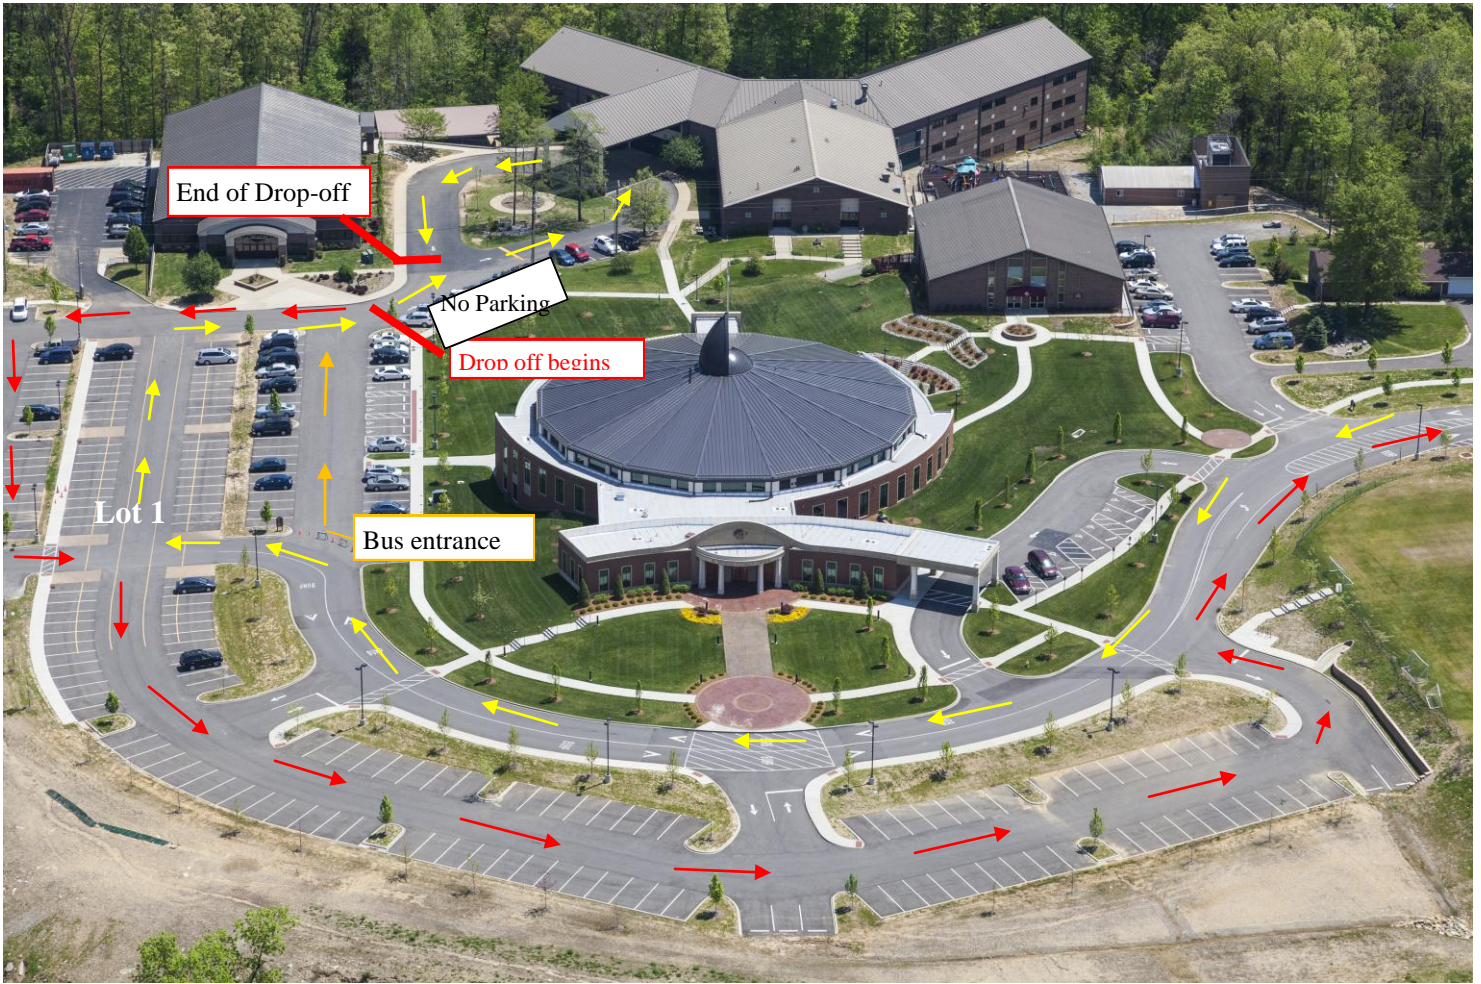 End of Drop-off
No Parking
Drop off begins
Lot 1
Bus entrance